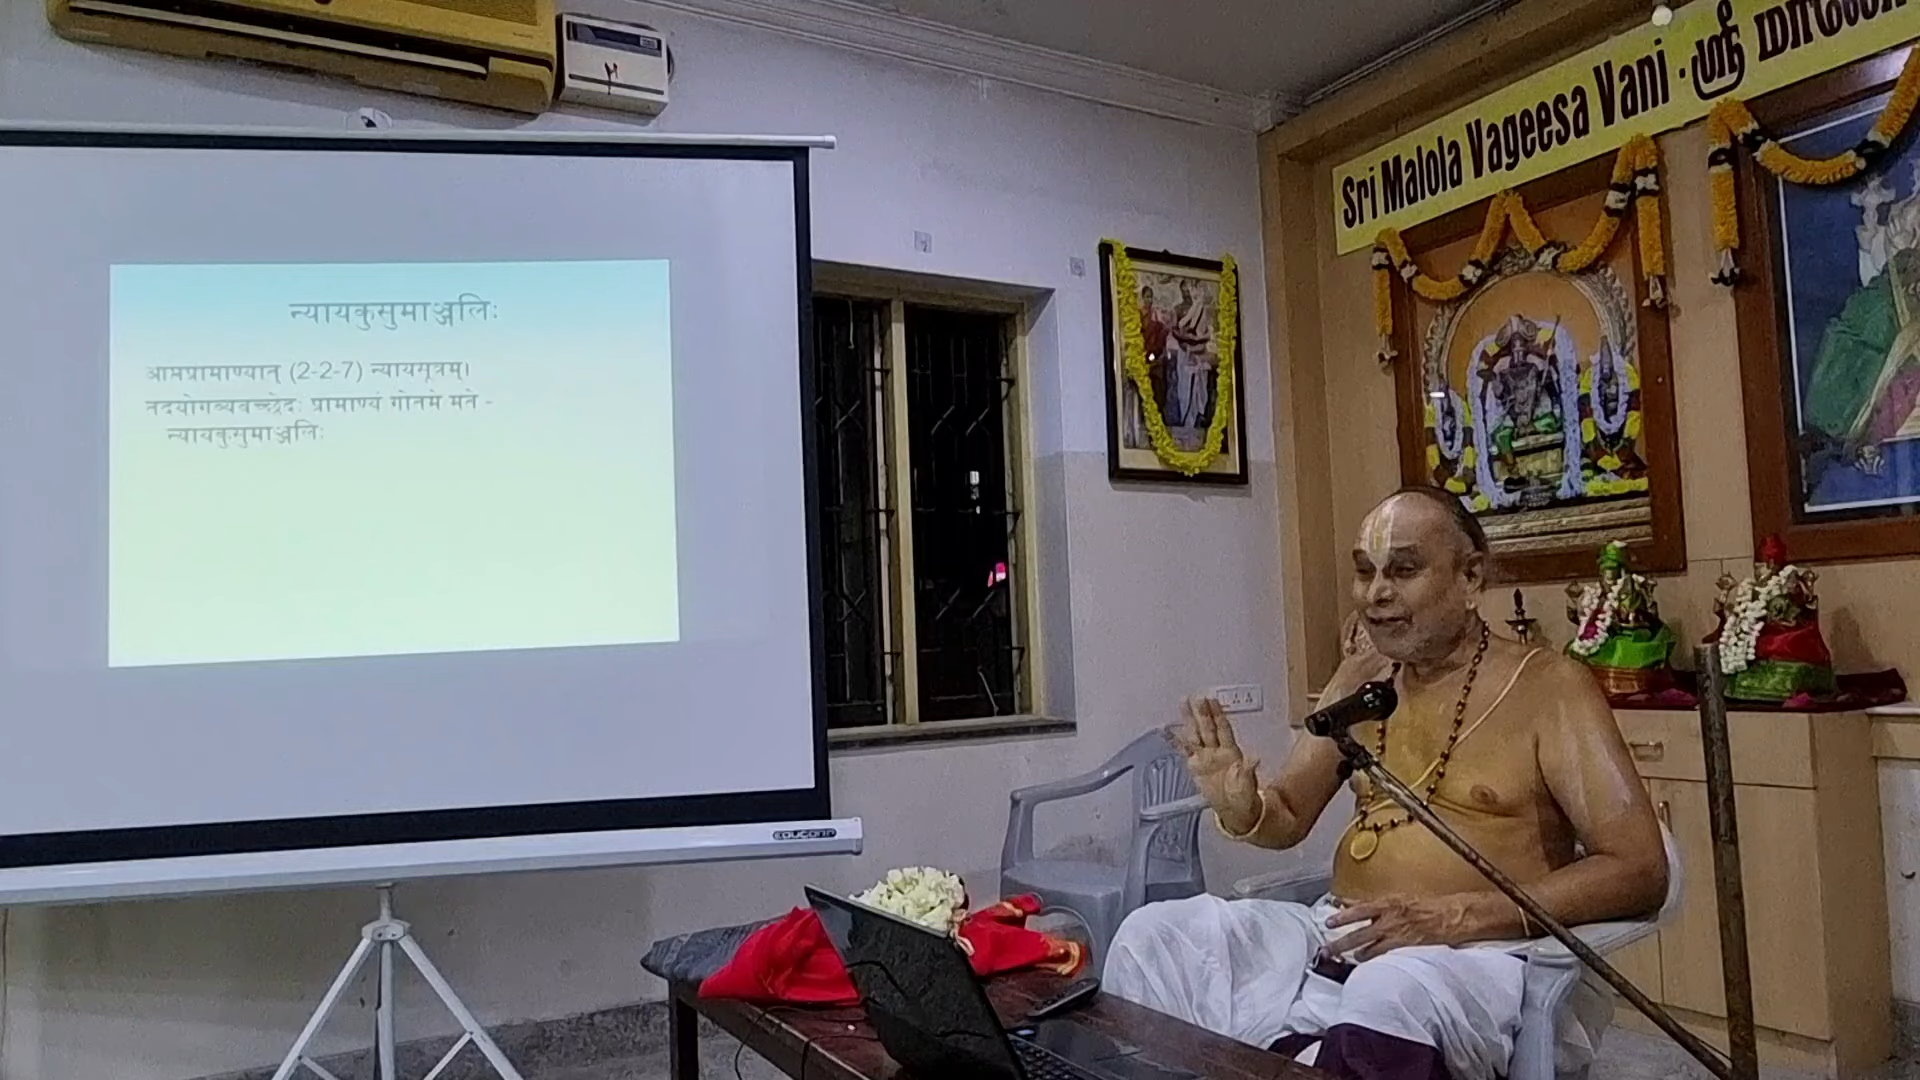 न्यायकुसुमाञ्जलिः
आप्तप्रामाण्यात् (2-2-7) न्यायसूत्रम्।
तदयोगव्यवच्छेदः प्रामाण्यं गौतमे मते -
न्यायकुसुमाञ्जलिः
Sri Malola Vageesa Vani - ஸ்ரீ மாலோல
EDUCONN